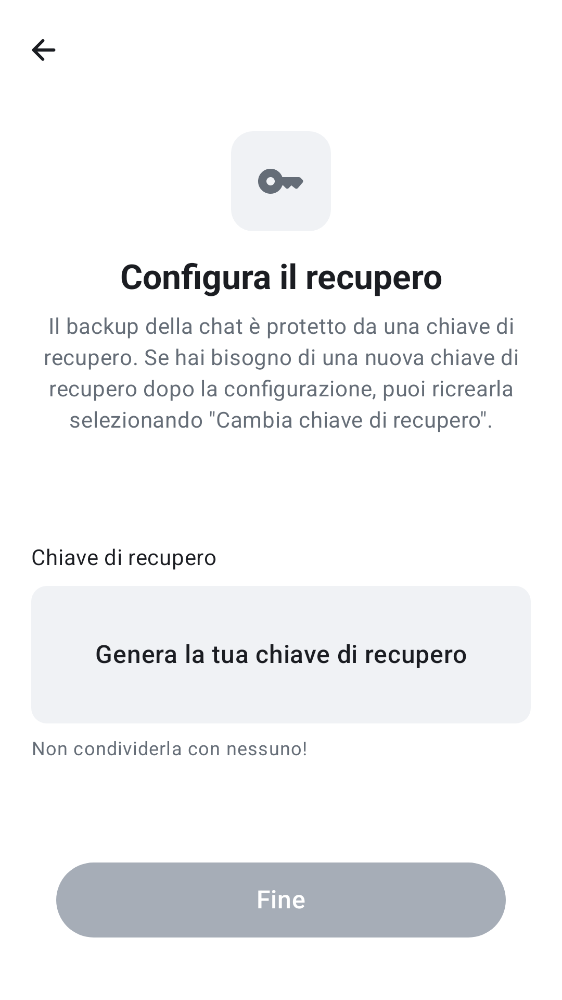 Configura il recupero
Il backup della chat è protetto da una chiave di
recupero. Se hai bisogno di una nuova chiave di
recupero dopo la configurazione, puoi ricrearla
selezionando "Cambia chiave di recupero".
Chiave di recupero
Genera la tua chiave di recupero
Non condividerla con nessuno!
Fine